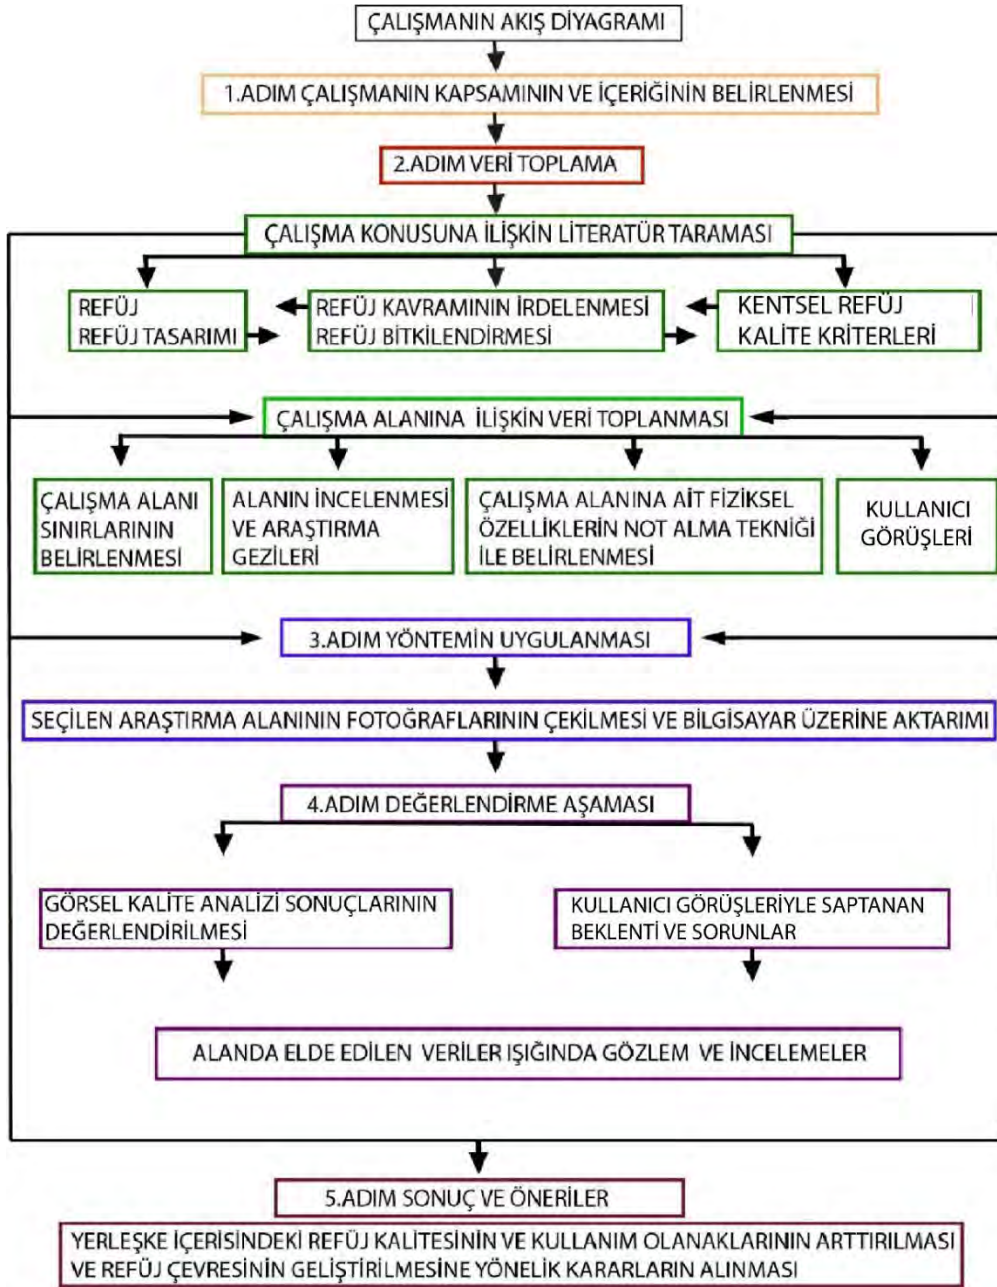 ÇALIŞMANIN AKIŞ DİYAGRAMI
1.ADIM ÇALIŞMANIN KAPSAMININ VE İÇERİĞİNİN BELİRLENMESİ
2.ADIM VERİ TOPLAMA
ÇALIŞMA KONUSUNA İLİŞKİN LİTERATÜR TARAMASI
REFÜJ
REFÜJ TASARIMI
REFÜJ KAVRAMININ İRDELENMESİ
REFÜJ BİTKİLENDİRMESİ
KENTSEL REFÜJ
KALİTE KRİTERLERİ
ÇALIŞMA ALANINA İLİŞKİN VERİ TOPLANMASI
ÇALIŞMA ALANI
SINIRLARININ
BELİRLENMESİ
ALANIN İNCELENMESİ
VE ARAŞTIRMA
GEZİLERİ
ÇALIŞMA ALANINA AİT FİZİKSEL
ÖZELLİKLERİN NOT ALMA TEKNİĞİ
İLE BELİRLENMESİ
KULLANICI
GÖRÜŞLERİ
3.ADIM YÖNTEMİN UYGULANMASI
SEÇİLEN ARAŞTIRMA ALANININ FOTOĞRAFLARININ ÇEKİLMESİ VE BİLGİSAYAR ÜZERİNE AKTARIMI
4.ADIM DEĞERLENDİRME AŞAMASI
GÖRSEL KALİTE ANALİZİ SONUÇLARININ
DEĞERLENDİRİLMESİ
KULLANICI GÖRÜŞLERİYLE SAPTANAN
BEKLENTİ VE SORUNLAR
ALANDA ELDE EDİLEN VERİLER IŞIĞINDA GÖZLEM VE İNCELEMELER
5.ADIM SONUÇ VE ÖNERİLER
YERLEŞKE İÇERİSİNDEKİ REFÜJ KALİTESİNİN VE KULLANIM OLANAKLARININ ARTTIRILMASI
VE REFÜJ ÇEVRESİNİN GELİŞTİRİLMESİNE YÖNELİK KARARLARIN ALINMASI